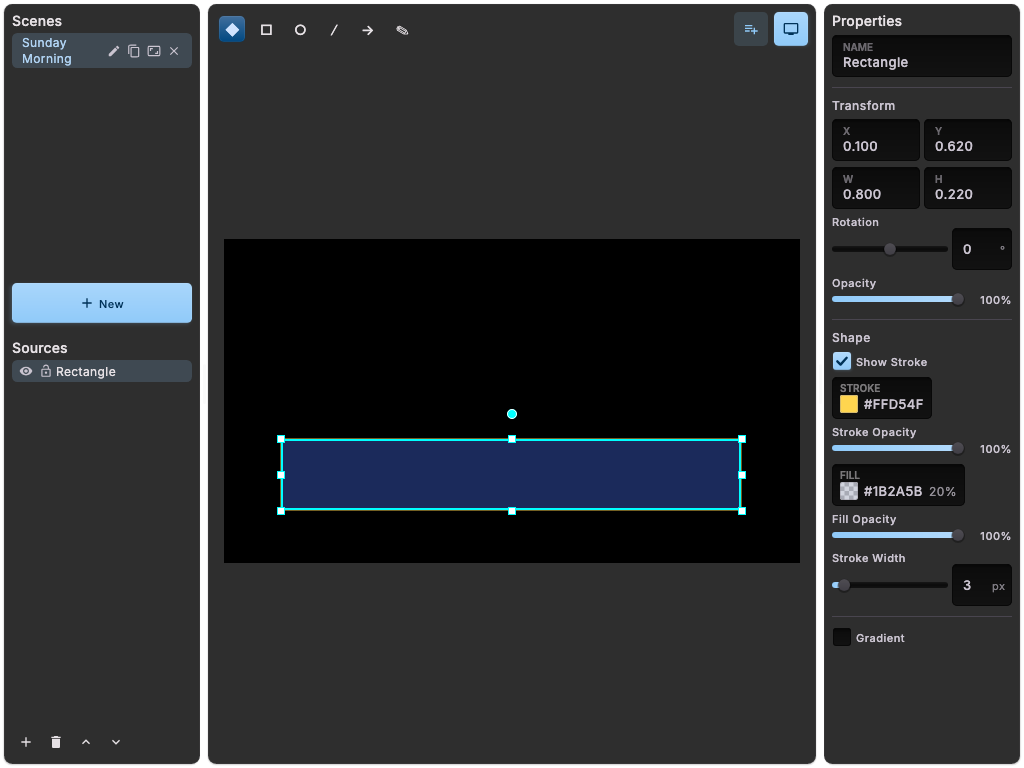 Scenes
Sunday
Morning
New
Sources
Rectangle
Properties
NAME
Rectangle
Transform
X
0.100
Y
0.620
W
0.800
H
0.220
Rotation
0 °
Opacity
100%
Shape
Show Stroke
STROKE
#FFD54F
Stroke Opacity
100%
FILL
#1B2A5B 20%
Fill Opacity
100%
Stroke Width
3 px
Gradient